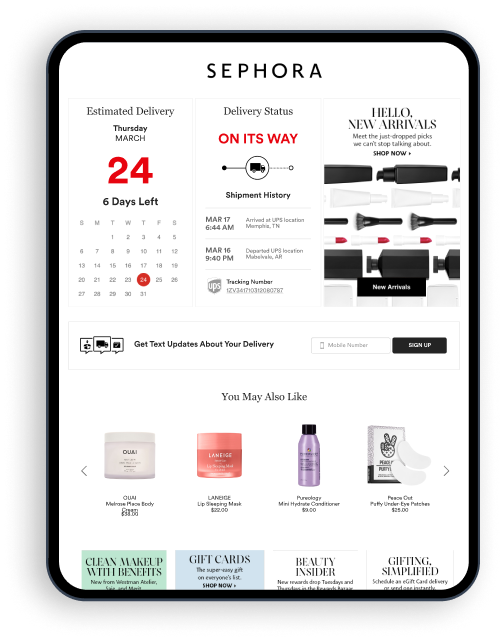 SEPHORA
Estimated Delivery
Thursday
MARCH
24
6 Days Left
S M T W T F S
1 2 3 4 5
6 7 8 9 10 11 12
13 14 15 16 17 18 19
20 21 22 23 24 25 26
27 28 29 30 31
Delivery Status
ON ITS WAY
Shipment History
MAR 17
6:44 AM
Arrived at UPS location
Memphis, TN
MAR 16
9:40 PM
Departed UPS location
Mabelvale, AR
ups
Tracking Number
HELLO,
NEW ARRIVALS
Meet the just-dropped picks
we can't stop talking about.
SHOP NOW ›
New Arrivals
Get Text Updates About Your Delivery
Mobile Number
SIGN UP
You May Also Like
OUAI
LANEIGE
OUAI
Melrose Place Body
Cream
$38.00
LANEIGE
Lip Sleeping Mask
$22.00
Pureology
Mini Hydrate Conditioner
$9.00
Peace Out
Puffy Under-Eye Patches
$25.00
CLEAN MAKEUP
WITH BENEFITS
New from Westman Atelier,
Saie, and Merit.
GIFT CARDS
The super-easy gift
on everyone's list.
SHOP NOW ›
BEAUTY
INSIDER
New rewards drop Tuesdays and
Thursdays in the Rewards Bazaar.
GIFTING,
SIMPLIFIED
Schedule an eGift Card delivery
or send one instantly.